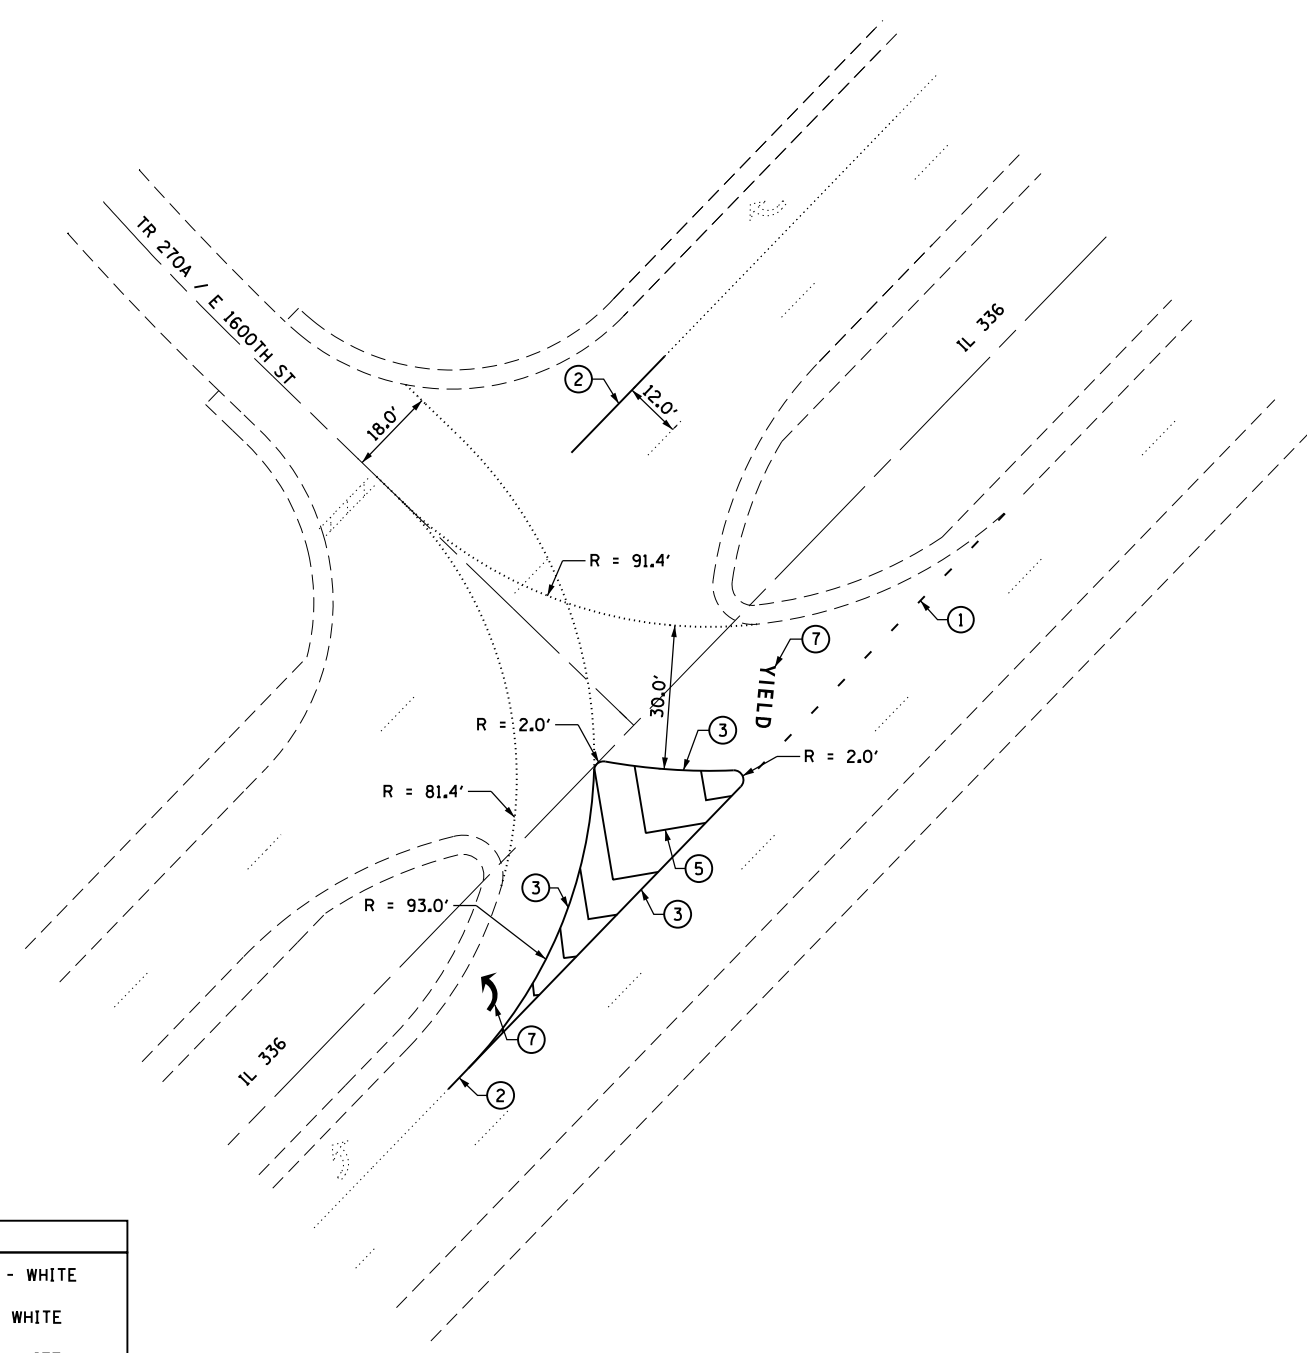 TR 270A / E 1600TH ST
IL 336
2
12.0'
18.0'
R = 91.4'
1
7
YIELD
30.0'
R = 2.0'
3
R = 2.0'
R = 81.4'
5
3
3
R = 93.0'
7
IL 336
2
- WHITE
WHITE